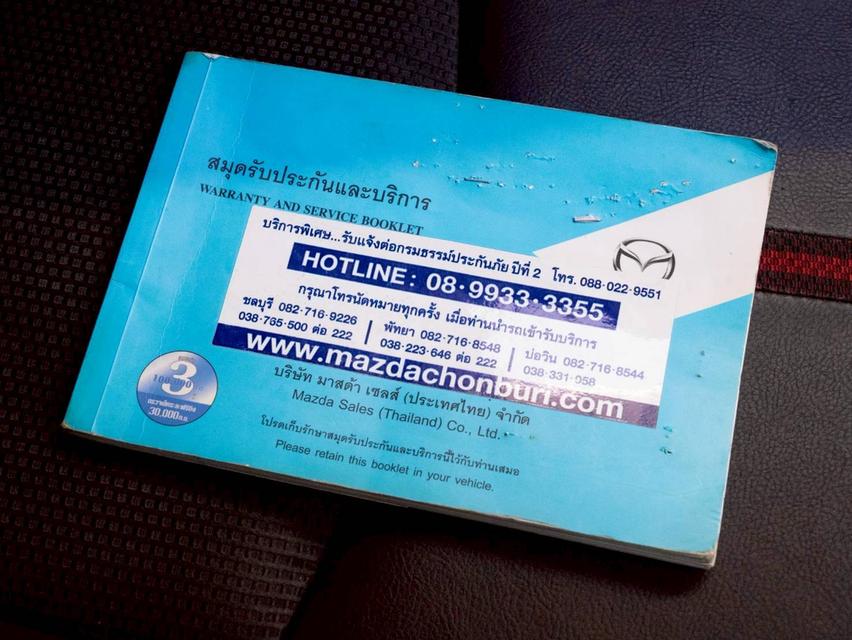 สมุดรับประกันและบริการ
WARRANTY AND SERVICE BOOKLET
บริการพิเศษ...รับแจ้งต่อกรมธรรม์ประกันภัย ปีที่ 2 โทร. 088-022-9551
HOTLINE: 08-9933-3355
กรุณาโทรนัดหมายทุกครั้ง เมื่อท่านนำรถเข้ารับบริการ
ชลบุรี 082-716-9226 พัทยา 082-716-8548 บ่อวิน 082-716-8544
038-765-500 ต่อ 222 038-223-646 ต่อ 222 038-331-058
www.mazdachonburi.com
บริษัท มาสด้า เซลส์ (ประเทศไทย) จำกัด
Mazda Sales (Thailand) Co., Ltd.
3
100,000
30,000
โปรดเก็บรักษาสมุดรับประกันและบริการนี้ไว้กับท่านเสมอ
Please retain this booklet in your vehicle.